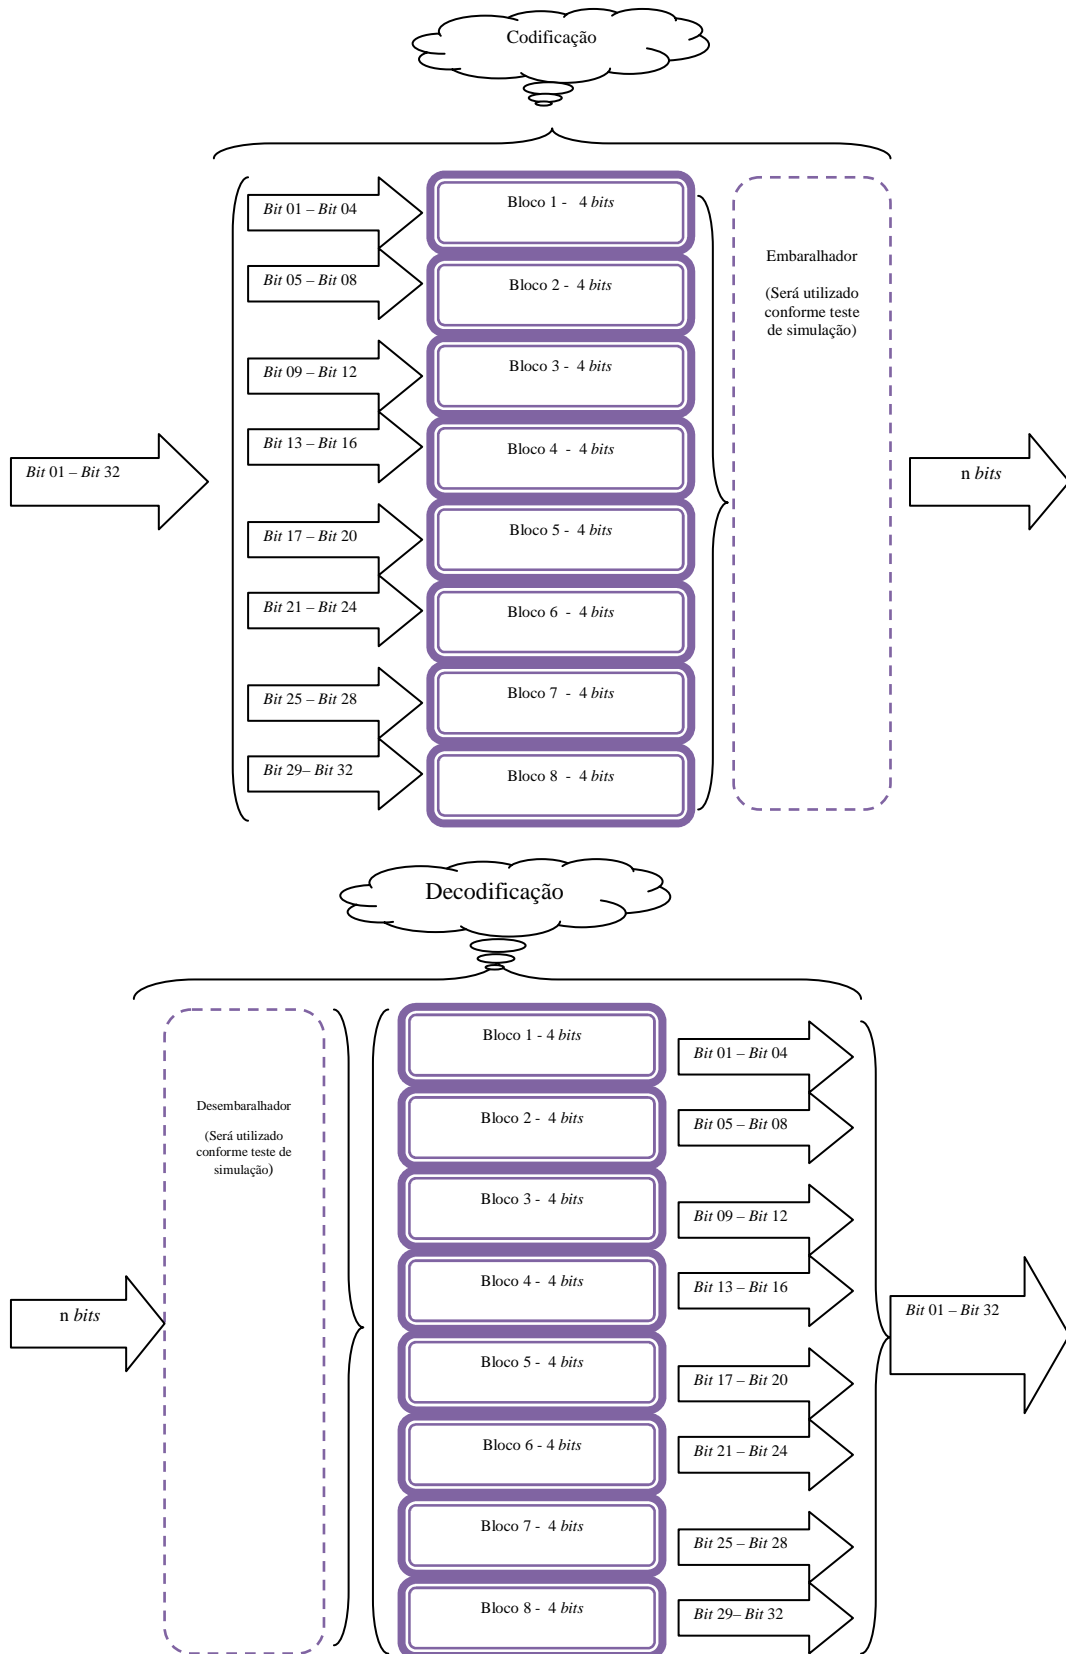 Codificação
Bit 01 – Bit 32
Bit 01 – Bit 04
Bloco 1 - 4 bits
Bit 05 – Bit 08
Bloco 2 - 4 bits
Bit 09 – Bit 12
Bloco 3 - 4 bits
Bit 13 – Bit 16
Bloco 4 - 4 bits
Bit 17 – Bit 20
Bloco 5 - 4 bits
Bit 21 – Bit 24
Bloco 6 - 4 bits
Bit 25 – Bit 28
Bloco 7 - 4 bits
Bit 29– Bit 32
Bloco 8 - 4 bits
Embaralhador
(Será utilizado
conforme teste
de simulação)
n bits
Decodificação
n bits
Desembaralhador
(Será utilizado
conforme teste de
simulação)
Bloco 1 - 4 bits
Bit 01 – Bit 04
Bloco 2 - 4 bits
Bit 05 – Bit 08
Bloco 3 - 4 bits
Bit 09 – Bit 12
Bloco 4 - 4 bits
Bit 13 – Bit 16
Bloco 5 - 4 bits
Bit 17 – Bit 20
Bloco 6 - 4 bits
Bit 21 – Bit 24
Bloco 7 - 4 bits
Bit 25 – Bit 28
Bloco 8 - 4 bits
Bit 29– Bit 32
Bit 01 – Bit 32